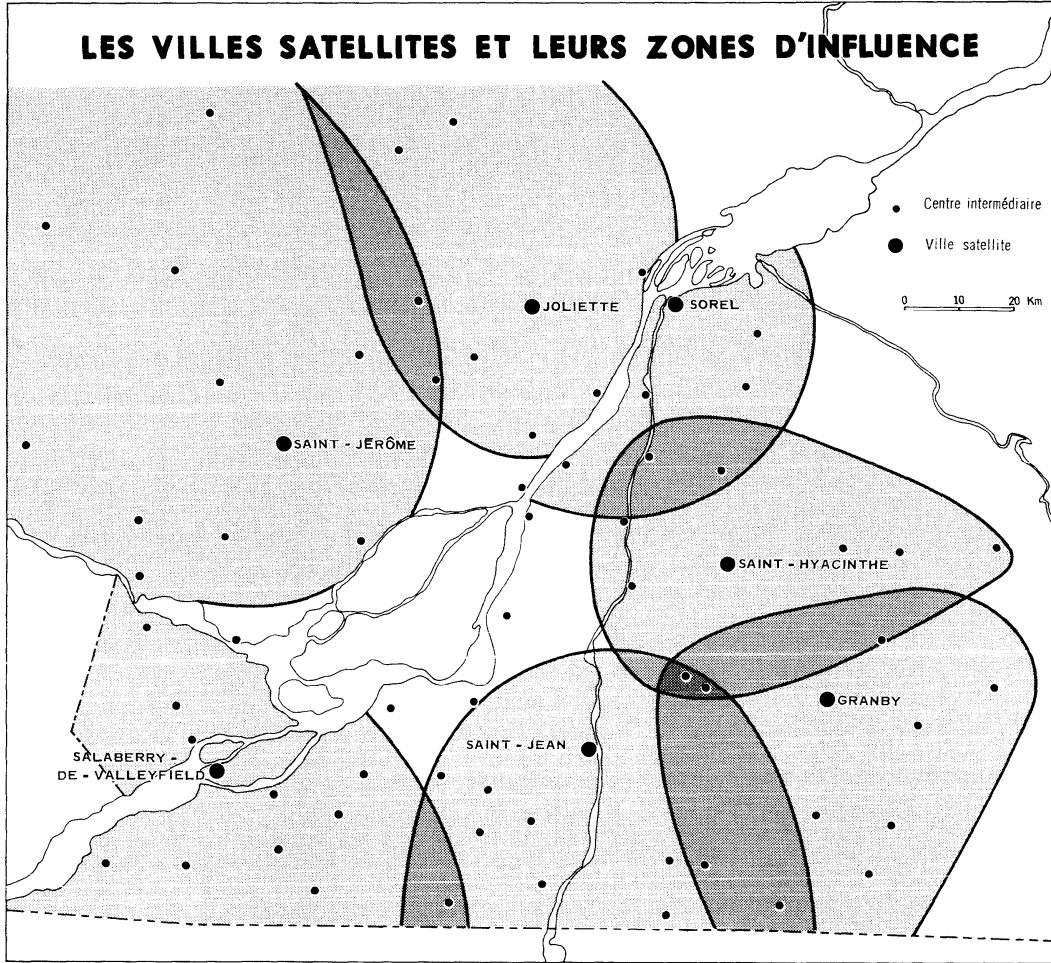 LES VILLES SATELLITES ET LEURS ZONES D'INFLUENCE
Centre intermédiaire
Ville satellite
0 10 20 Km
JOLIETTE
SOREL
SAINT - JÉRÔME
SAINT - HYACINTHE
GRANBY
SAINT - JEAN
SALABERRY -
DE - VALLEYFIELD